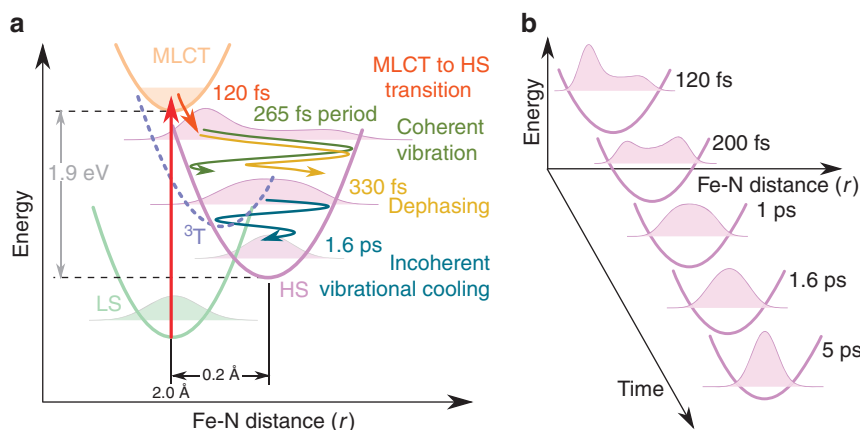 a
MLCT
120 fs
MLCT to HS
transition
265 fs period
Coherent
vibration
1.9 eV
330 fs
Dephasing
³T
1.6 ps
Incoherent
vibrational cooling
LS
HS
0.2 Å
2.0 Å
Energy
Fe-N distance (r)
b
120 fs
200 fs
Energy
Fe-N distance (r)
1 ps
1.6 ps
5 ps
Time